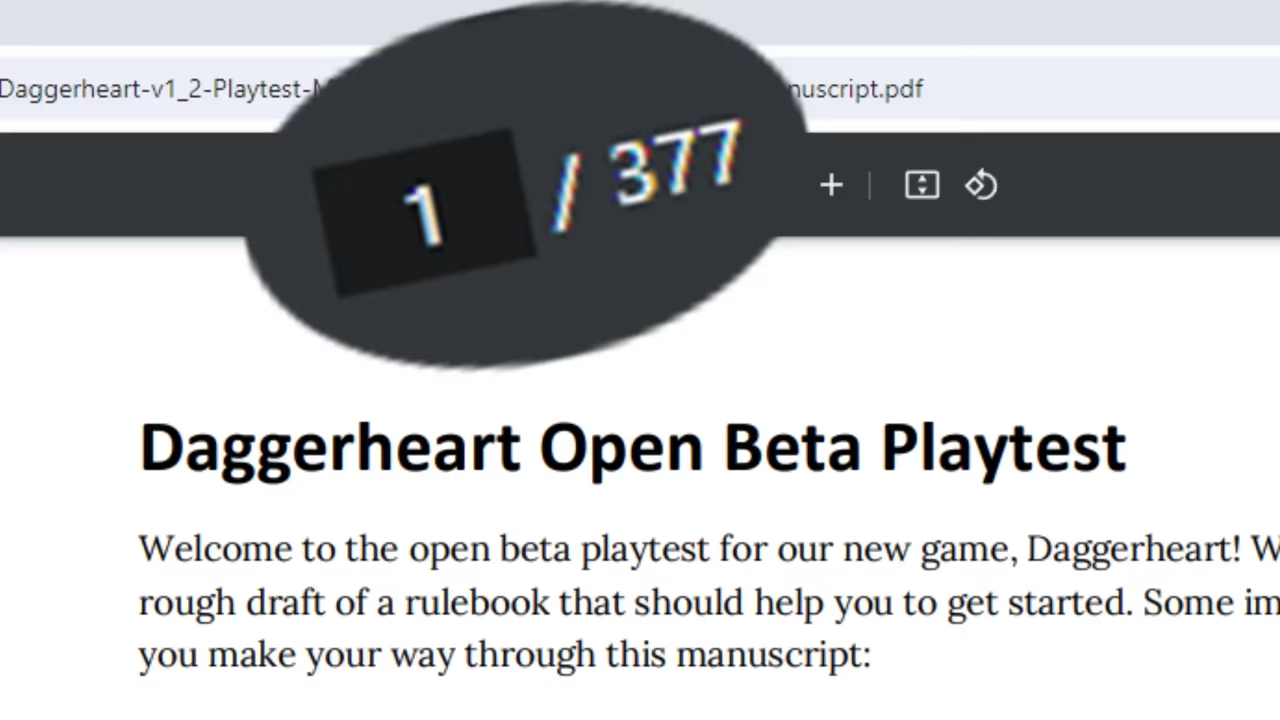 Daggerheart-v1_2-Playtest-M nuscript.pdf
1 / 377
Daggerheart Open Beta Playtest
Welcome to the open beta playtest for our new game, Daggerheart! W
rough draft of a rulebook that should help you to get started. Some im
you make your way through this manuscript: